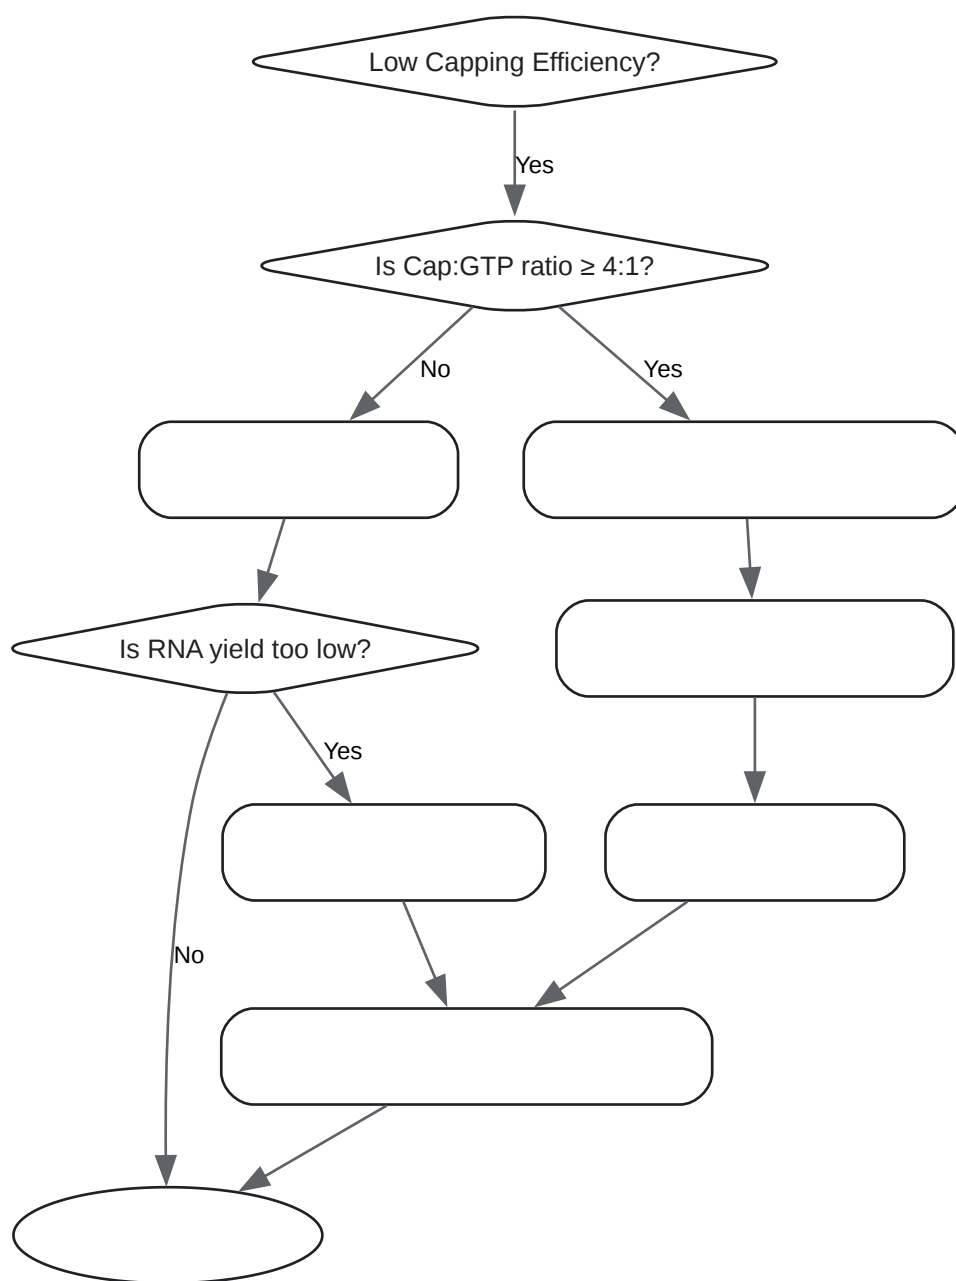 Low Capping Efficiency?
Yes
Is Cap:GTP ratio ≥ 4:1?
No
Yes
Is RNA yield too low?
Yes
No